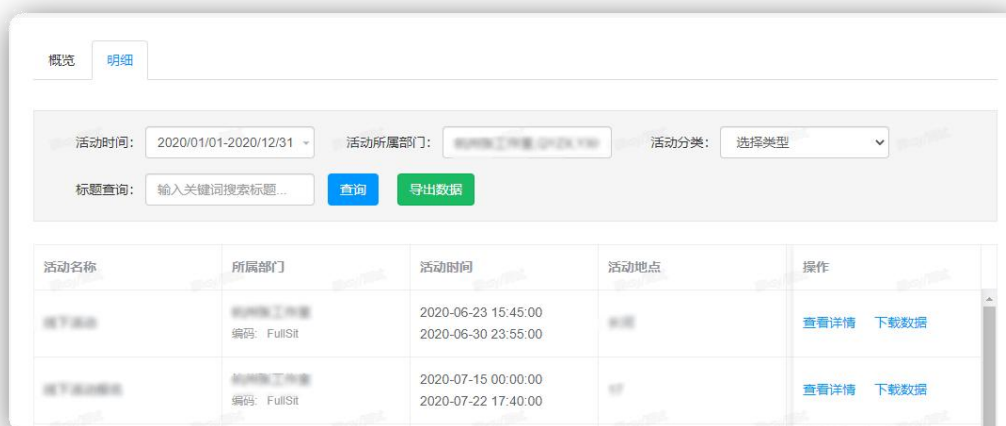 概览 明细
活动时间: 2020/01/01-2020/12/31 活动所属部门: 活动分类: 选择类型
标题查询: 输入关键词搜索标题... 查询 导出数据
活动名称 所属部门 活动时间 活动地点 操作
2020-06-23 15:45:00
查看详情 下载数据
编码: FullSit 2020-06-30 23:55:00
2020-07-15 00:00:00
查看详情 下载数据
编码: FullSit 2020-07-22 17:40:00